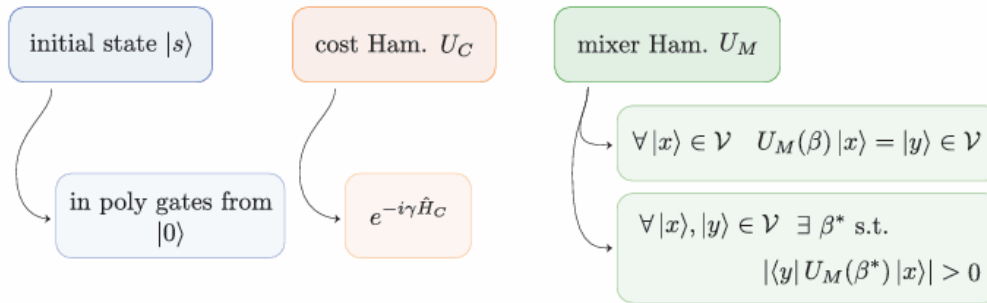 initial state |s⟩
cost Ham. U_C
mixer Ham. U_M
∀ |x⟩ ∈ 𝒱 U_M(β) |x⟩ = |y⟩ ∈ 𝒱
in poly gates from
|0⟩
e^{-iγĤ_C}
∀ |x⟩, |y⟩ ∈ 𝒱 ∃ β* s.t.
|⟨y| U_M(β*) |x⟩| > 0